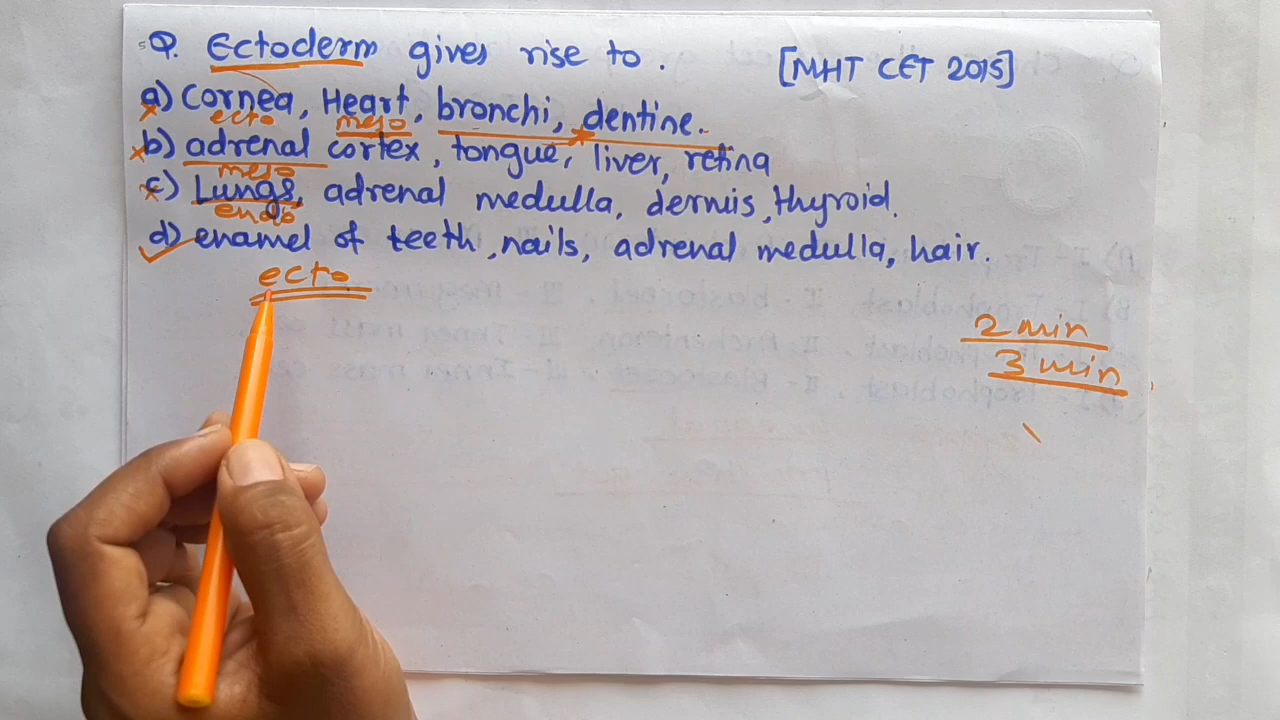 Q. Ectoderm gives rise to. [MHT CET 2015]
a) Cornea, Heart, bronchi, dentine.
ecto meso
b) adrenal cortex, tongue, liver, retina
meso
c) Lungs, adrenal medulla, dermis, thyroid.
endo
d) enamel of teeth, nails, adrenal medulla, hair.
ecto
2 min
3 min